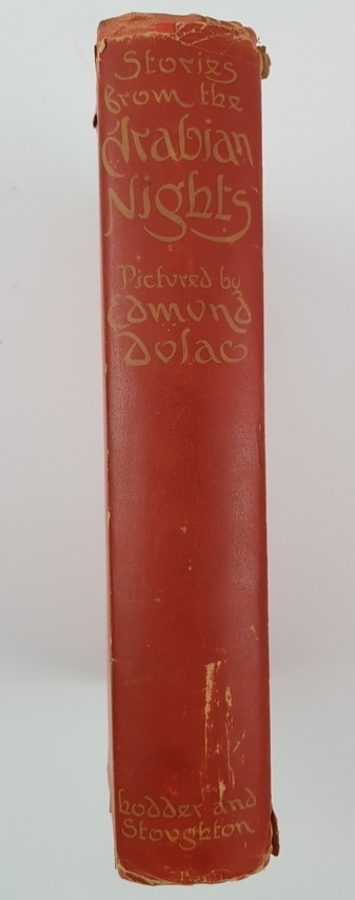 Stories
from the
Arabian
Nights
Pictured by
Edmund
Dulac
hodder and
Stoughton